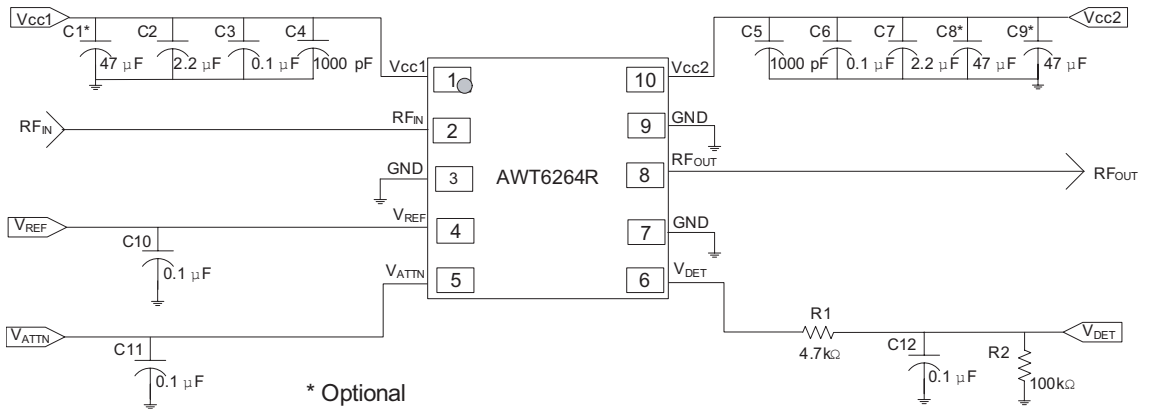 Vcc1
C1*
47 μF
C2
2.2 μF
C3
0.1 μF
C4
1000 pF
Vcc1
Vcc2
C5
1000 pF
C6
0.1 μF
C7
2.2 μF
C8*
47 μF
C9*
47 μF
Vcc2
1
10
RFIN
RFIN
2
9
GND
GND
3
AWT6264R
8
RFOUT
RFOUT
VREF
C10
0.1 μF
VREF
4
7
GND
VATTN
5
6
VDET
VATTN
C11
0.1 μF
R1
4.7kΩ
C12
0.1 μF
R2
100kΩ
VDET
* Optional